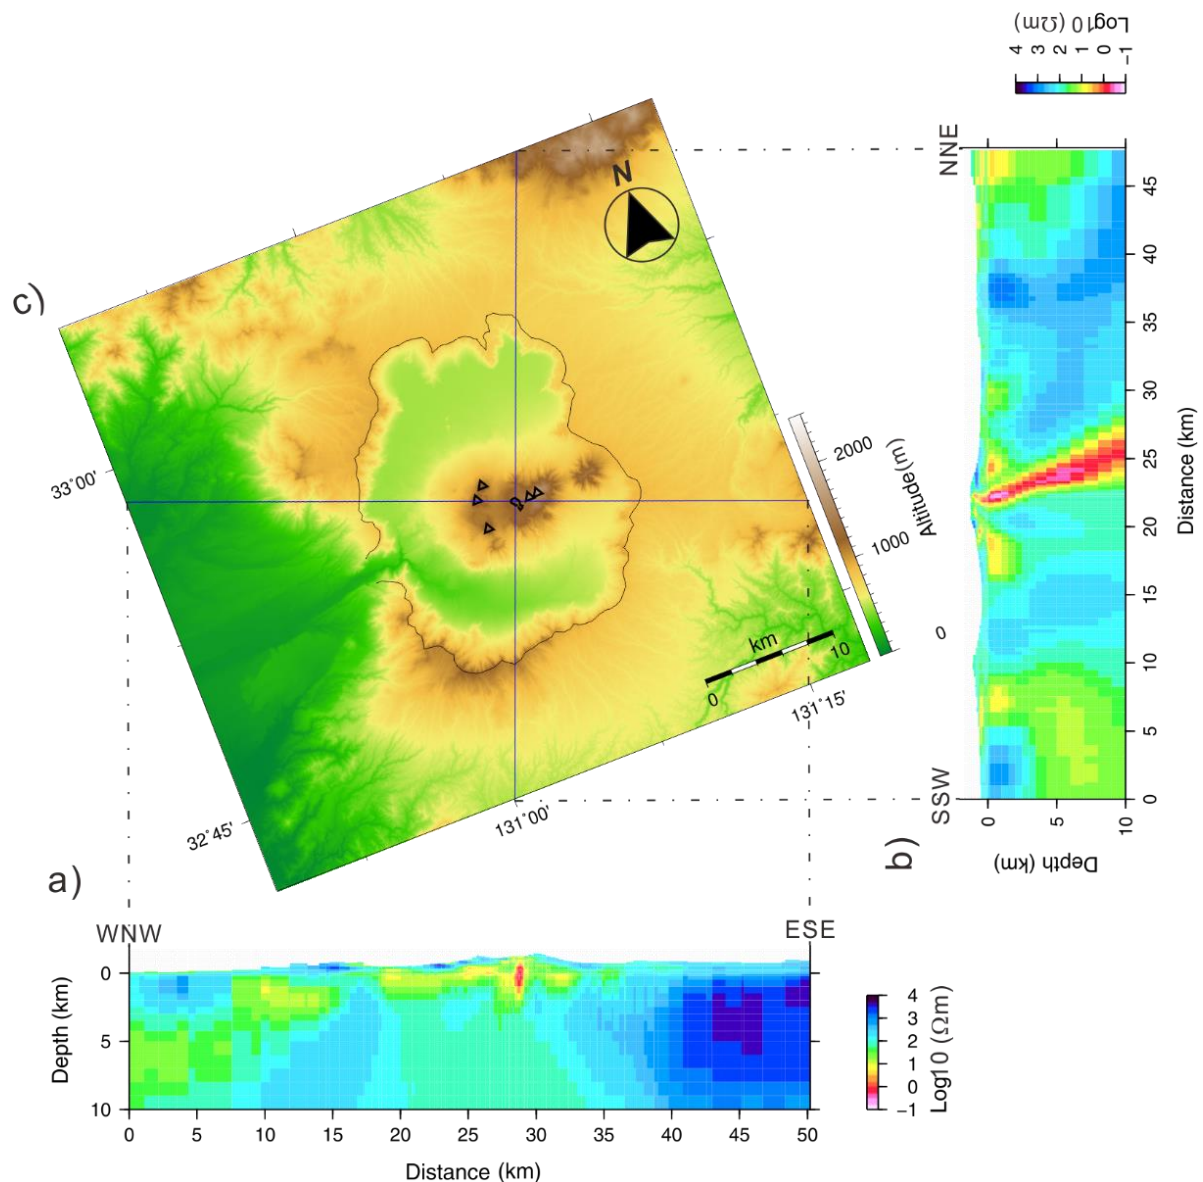 Log10 (Ωm)
4 3 2 1 0 −1
c)
N
NNE
45
40
35
30
25
20
15
10
5
0
Distance (km)
SSW
0 5 10
Depth (km)
b)
33˚00'
32˚45'
131˚00'
131˚15'
2000
1000
0
Altitude(m)
km
0 10
a)
WNW
ESE
0
5
10
Depth (km)
0 5 10 15 20 25 30 35 40 45 50
Distance (km)
4
3
2
1
0
−1
Log10 (Ωm)